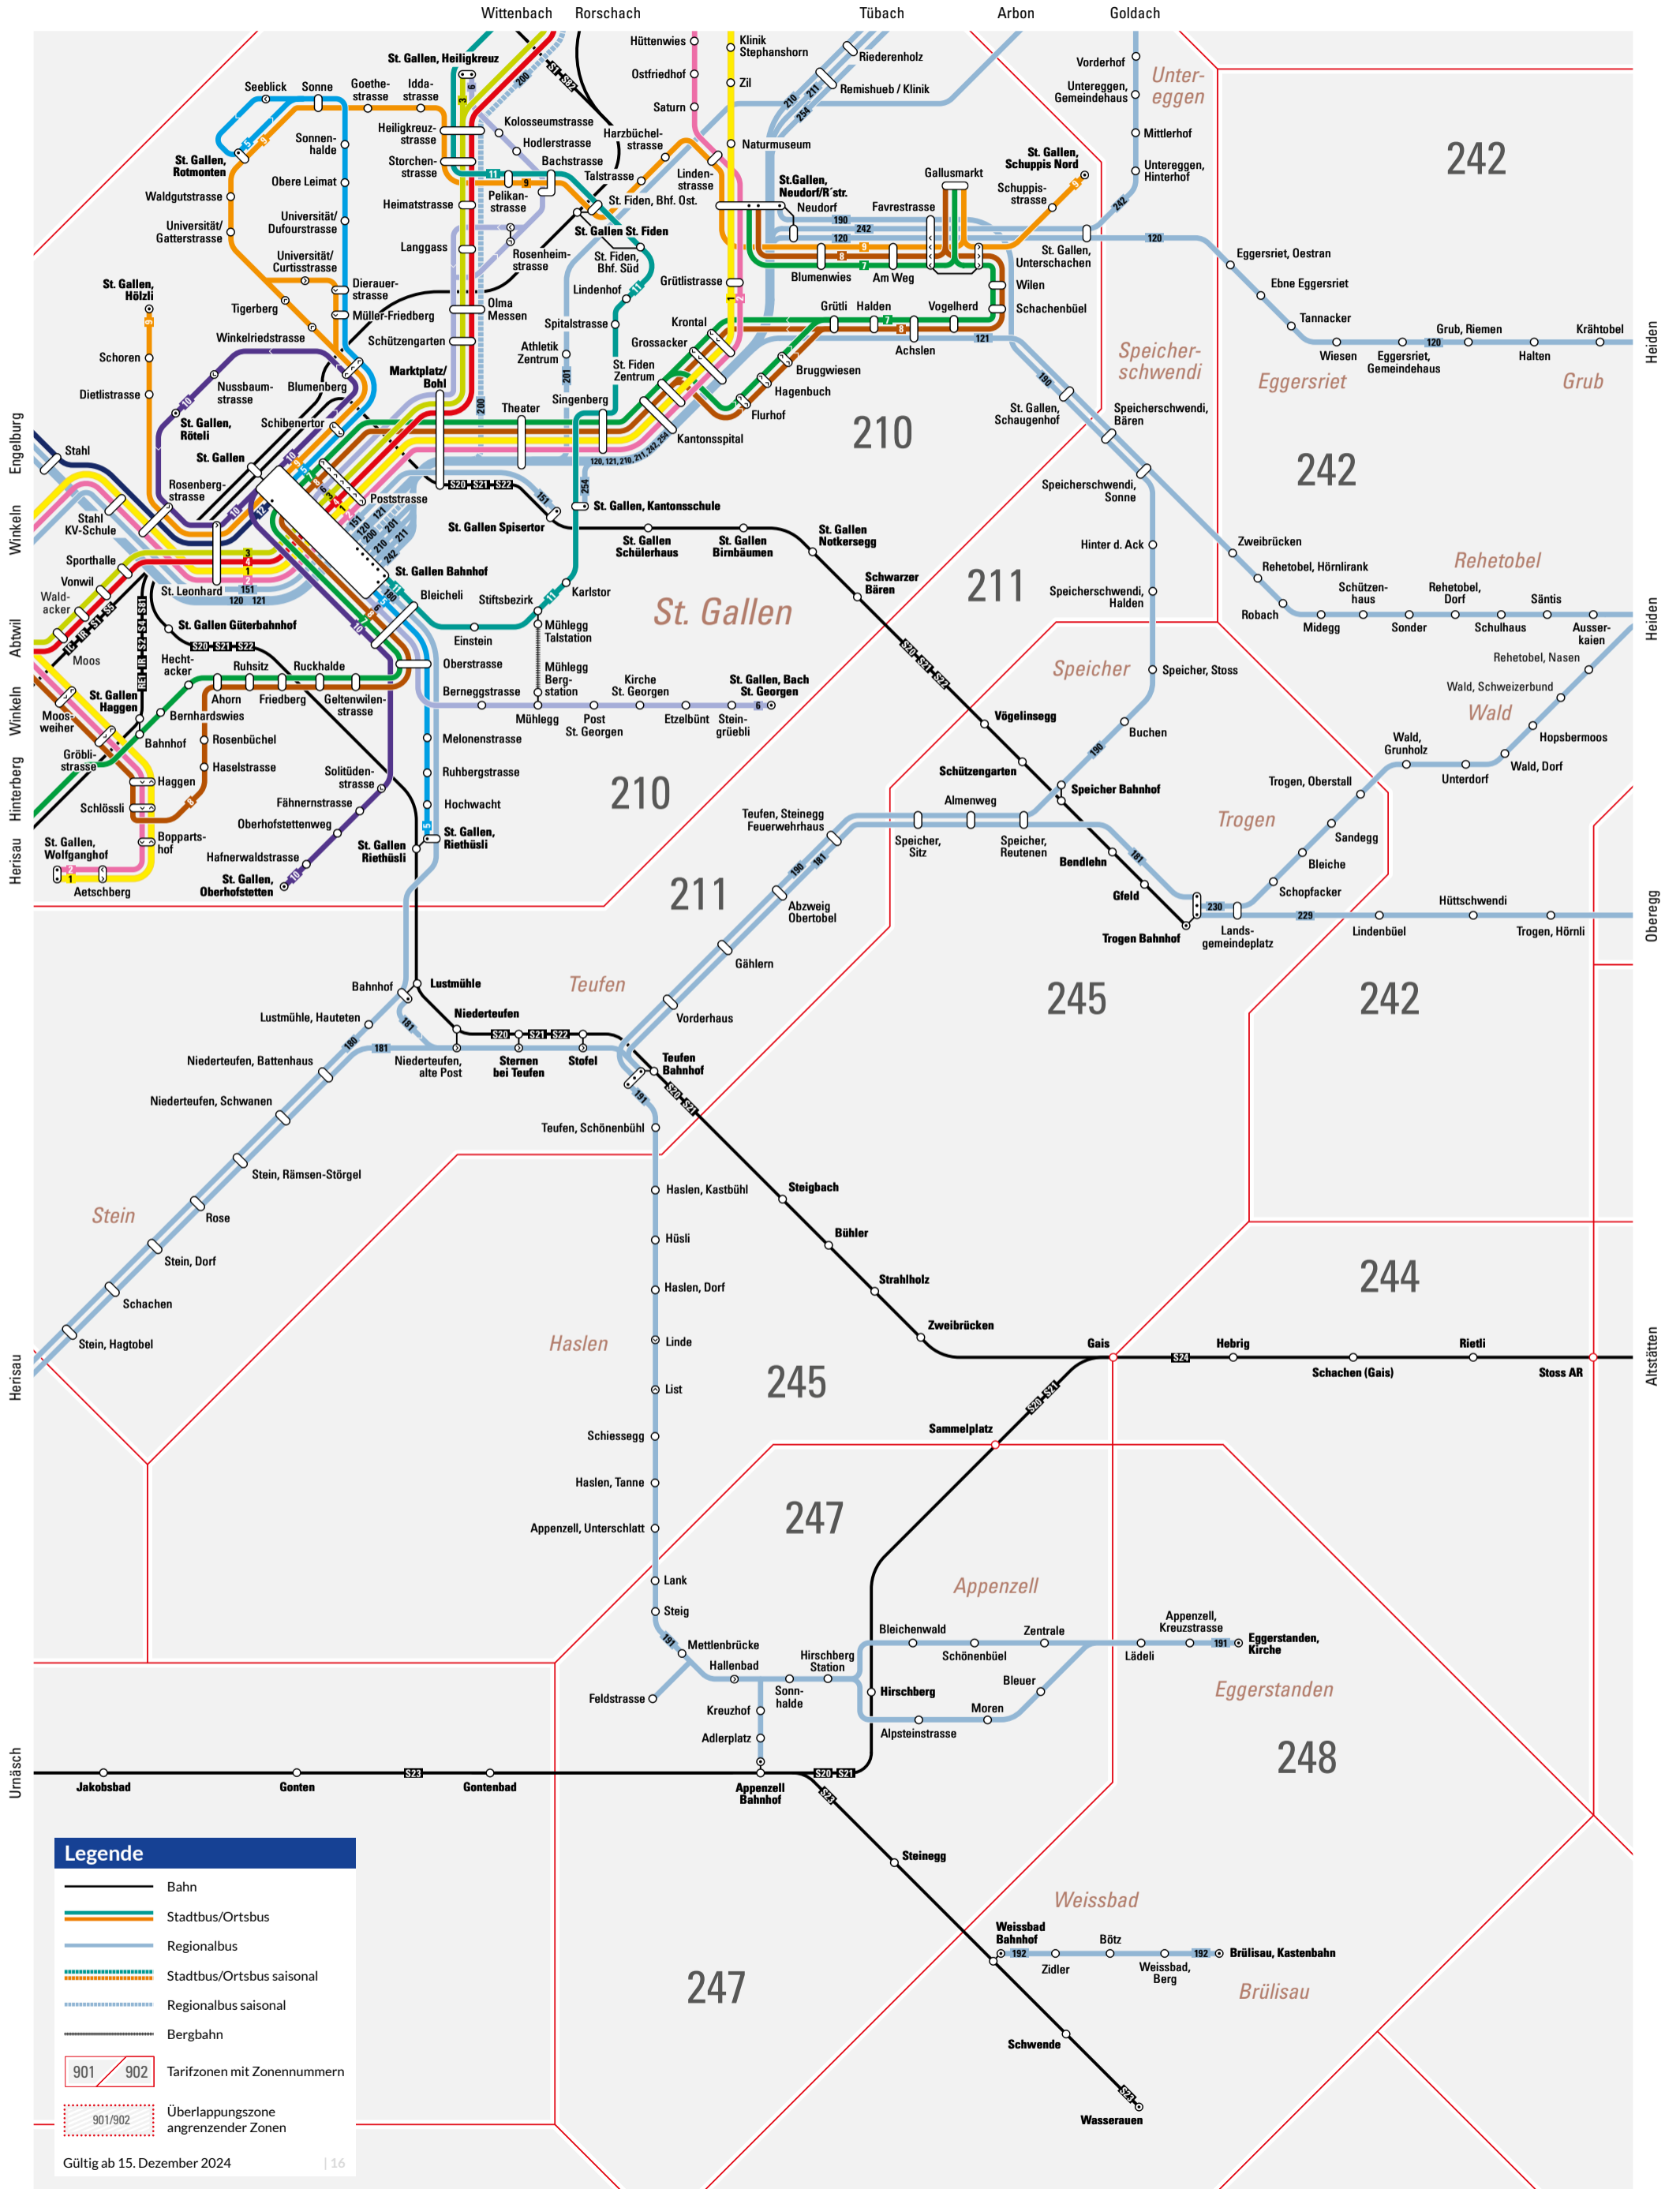 Wittenbach
Rorschach
Tübach
Arbon
Goldach
St. Gallen, Heiligkreuz
Hüttenwies
Klinik
Stephanshorn
Riederenholz
Vorderhof
Unter-
eggen
Ostfriedhof
Zil
Remishueb / Klinik
Untereggen,
Gemeindehaus
Seeblick
Sonne
Goethe-
strasse
Idda-
strasse
Saturn
Kolosseumstrasse
Heiligkreuz-
strasse
Sonnen-
halde
Hodlerstrasse
Harzbüchel-
strasse
Naturmuseum
Mittlerhof
242
St. Gallen,
Rotmonten
Storchen-
strasse
Bachstrasse
Talstrasse
Linden-
strasse
St.Gallen,
Neudorf/R´str.
Gallusmarkt
St. Gallen,
Schuppis Nord
Untereggen,
Hinterhof
Obere Leimat
Waldgutstrasse
Heimatstrasse
Pelikan-
strasse
St. Fiden, Bhf. Ost.
Neudorf
Favrestrasse
Schuppis-
strasse
Universität/
Dufourstrasse
Universität/
Gatterstrasse
Langgass
Rosenheim-
strasse
St. Gallen St. Fiden
St. Fiden,
Bhf. Süd
Blumenwies
Am Weg
St. Gallen,
Unterschachen
Eggersriet, Oestran
Universität/
Curtisstrasse
Ebne Eggersriet
St. Gallen,
Hölzli
Tigerberg
Dierauer-
strasse
Müller-Friedberg
Olma
Messen
Lindenhof
Grütlistrasse
Wilen
Schachenbüel
Tannacker
Winkelriedstrasse
Schützengarten
Spitalstrasse
Krontal
Grütli
Halden
Vogelherd
Achslen
Grossacker
Schoren
Athletik
Zentrum
St. Fiden
Zentrum
Bruggwiesen
Hagenbuch
Speicher-
schwendi
Wiesen
Eggersriet,
Gemeindehaus
Grub, Riemen
Halten
Krähtobel
Heiden
Eggersriet
Grub
Dietlistrasse
Nussbaum-
strasse
Blumenberg
Marktplatz/
Bohl
Theater
Singenberg
Flurhof
Kantonsspital
210
St. Gallen,
Schaugenhof
Speicherschwendi,
Bären
St. Gallen,
Röteli
Schibenertor
Engelburg
Stahl
St. Gallen
Rosenberg-
strasse
Poststrasse
242
Speicherschwendi,
Sonne
Winkeln
Stahl
KV-Schule
St. Gallen, Kantonsschule
St. Gallen Spisertor
St. Gallen
Schülerhaus
St. Gallen
Birnbäumen
St. Gallen
Notkersegg
Hinter d. Ack
Zweibrücken
Rehetobel, Hörnlirank
Rehetobel
Sporthalle
Vonwil
Wald-
acker
St. Leonhard
St. Gallen Bahnhof
Bleicheli
Stiftsbezirk
Karlstor
Schwarzer
Bären
211
Speicherschwendi,
Halden
Robach
Midegg
Schützen-
haus
Sonder
Rehetobel,
Dorf
Schulhaus
Säntis
Ausser-
kaien
Heiden
Abtwil
Moos
St. Gallen Güterbahnhof
Einstein
Mühlegg
Talstation
St. Gallen
Hecht-
acker
Ruhsitz
Ruckhalde
Oberstrasse
Mühlegg
Berg-
station
Kirche
St. Georgen
St. Gallen, Bach
St. Georgen
Speicher
Speicher, Stoss
Rehetobel, Nasen
Winkeln
Moos-
weiher
St. Gallen
Haggen
Ahorn
Friedberg
Geltenwilen-
strasse
Berneggstrasse
Mühlegg
Post
St. Georgen
Etzelbünt
Stein-
grüebli
Wald, Schweizerbund
Wald
Bernhardswies
Bahnhof
Vögelinsegg
Buchen
Hopsbermoos
Gröbli-
strasse
Rosenbüchel
Melonenstrasse
Wald,
Grunholz
Wald, Dorf
Unterdorf
Hinterberg
Haggen
Haselstrasse
Solitüden-
strasse
Ruhbergstrasse
210
Schützengarten
Speicher Bahnhof
Trogen, Oberstall
Schlössli
Fähnernstrasse
Hochwacht
Teufen, Steinegg
Feuerwehrhaus
Almenweg
Trogen
Herisau
St. Gallen,
Wolfganghof
Bopparts-
hof
Oberhofstettenweg
St. Gallen
Riethüsli
St. Gallen,
Riethüsli
Speicher,
Sitz
Speicher,
Reutenen
Sandegg
Aetschberg
Hafnerwaldstrasse
St. Gallen,
Oberhofstetten
Bendlehn
Bleiche
Gfeld
Schopfacker
211
Abzweig
Obertobel
Trogen Bahnhof
Lands-
gemeindeplatz
Lindenbüel
Hüttschwendi
Trogen, Hörnli
Oberegg
Gählern
Bahnhof
Lustmühle
Teufen
245
242
Lustmühle, Hauteten
Niederteufen
Vorderhaus
Niederteufen, Battenhaus
Niederteufen,
alte Post
Sternen
bei Teufen
Stofel
Teufen
Bahnhof
Niederteufen, Schwanen
Teufen, Schönenbühl
Stein, Rämsen-Störgel
Haslen, Kastbühl
Steigbach
Stein
Rose
Hüsli
Bühler
Stein, Dorf
Haslen, Dorf
Strahlholz
244
Schachen
Stein, Hagtobel
Haslen
Linde
Zweibrücken
Gais
Hebrig
Schachen (Gais)
Rietli
Stoss AR
Altstätten
Herisau
List
245
Schiessegg
Sammelplatz
Haslen, Tanne
247
Appenzell, Unterschlatt
Lank
Appenzell
Steig
Mettlenbrücke
Bleichenwald
Schönenbüel
Zentrale
Appenzell,
Kreuzstrasse
Lädeli
Eggerstanden,
Kirche
Hallenbad
Hirschberg
Station
Feldstrasse
Sonn-
halde
Hirschberg
Bleuer
Eggerstanden
Kreuzhof
Moren
Adlerplatz
Alpsteinstrasse
248
Urnäsch
Jakobsbad
Gonten
S23
Gontenbad
Appenzell
Bahnhof
S20 S21
S23
Legende
Bahn
Stadtbus/Ortsbus
Regionalbus
Stadtbus/Ortsbus saisonal
Regionalbus saisonal
Bergbahn
901 902
Tarifzonen mit Zonennummern
901/902
Überlappungszone
angrenzender Zonen
Gültig ab 15. Dezember 2024
| 16
Steinegg
Weissbad
Weissbad
Bahnhof
192
Zidler
Bötz
Weissbad,
Berg
192
Brülisau, Kastenbahn
Brülisau
247
Schwende
S23
Wasserauen